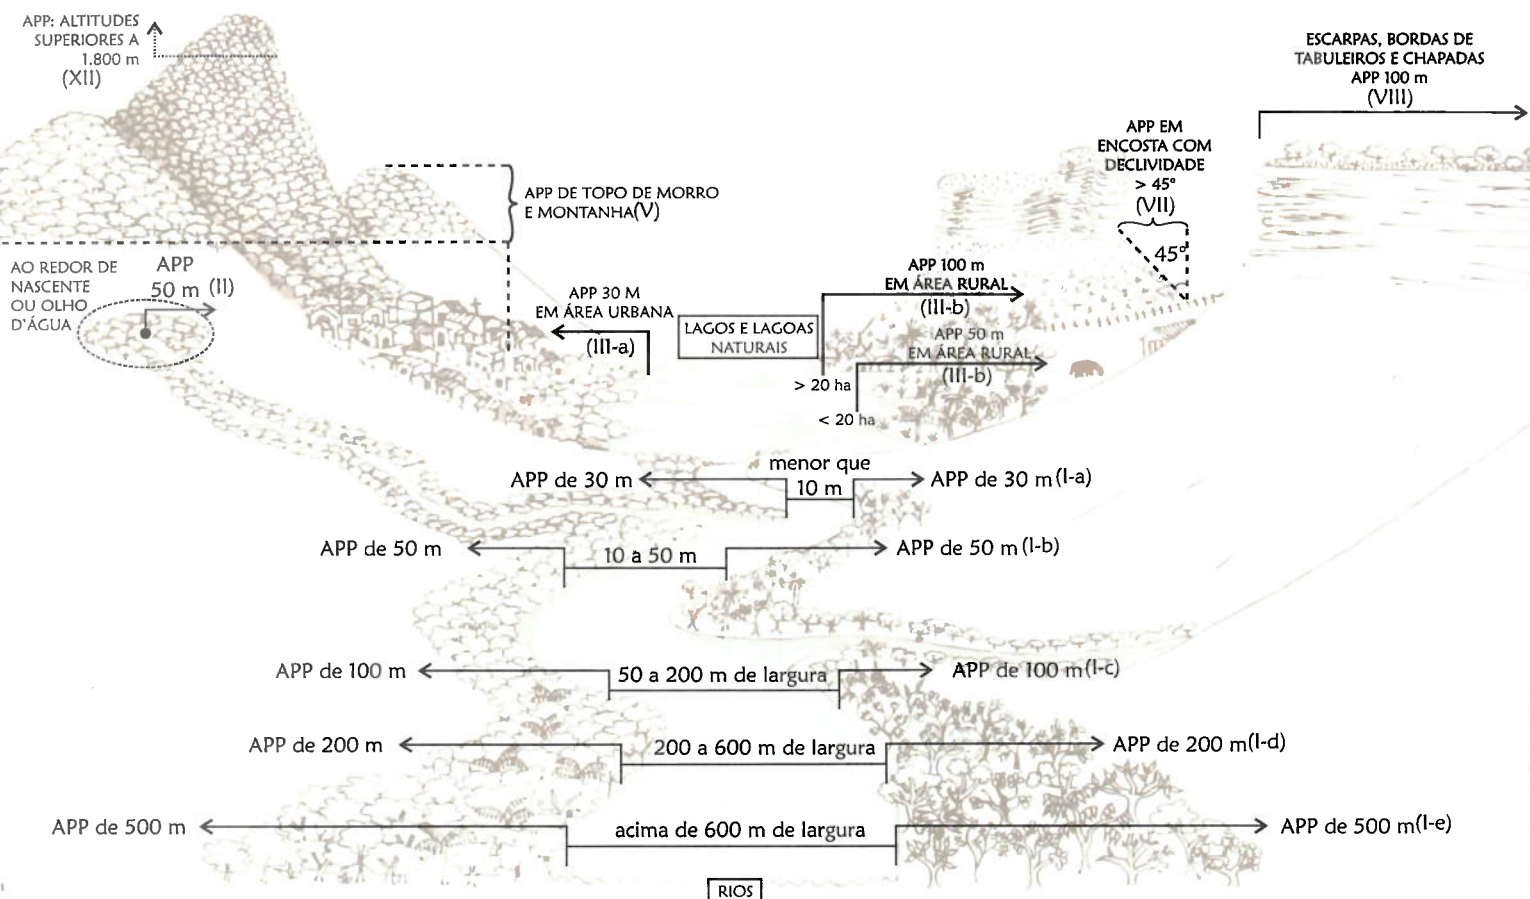 APP: ALTITUDES
SUPERIORES A
1.800 m
(XII)
ESCARPAS, BORDAS DE
TABULEIROS E CHAPADAS
APP 100 m
(VIII)
APP EM
ENCOSTA COM
DECLIVIDADE
> 45°
(VII)
45°
APP DE TOPO DE MORRO
E MONTANHA(V)
AO REDOR DE
NASCENTE
OU OLHO
D'ÁGUA
APP
50 m (II)
APP 30 M
EM ÁREA URBANA
(III-a)
LAGOS E LAGOAS
NATURAIS
APP 100 m
EM ÁREA RURAL
(III-b)
APP 50 m
EM ÁREA RURAL
(III-b)
> 20 ha
< 20 ha
APP de 30 m
menor que
10 m
APP de 30 m (I-a)
APP de 50 m
10 a 50 m
APP de 50 m (I-b)
APP de 100 m
50 a 200 m de largura
APP de 100 m (I-c)
APP de 200 m
200 a 600 m de largura
APP de 200 m(I-d)
APP de 500 m
acima de 600 m de largura
APP de 500 m(I-e)
RIOS